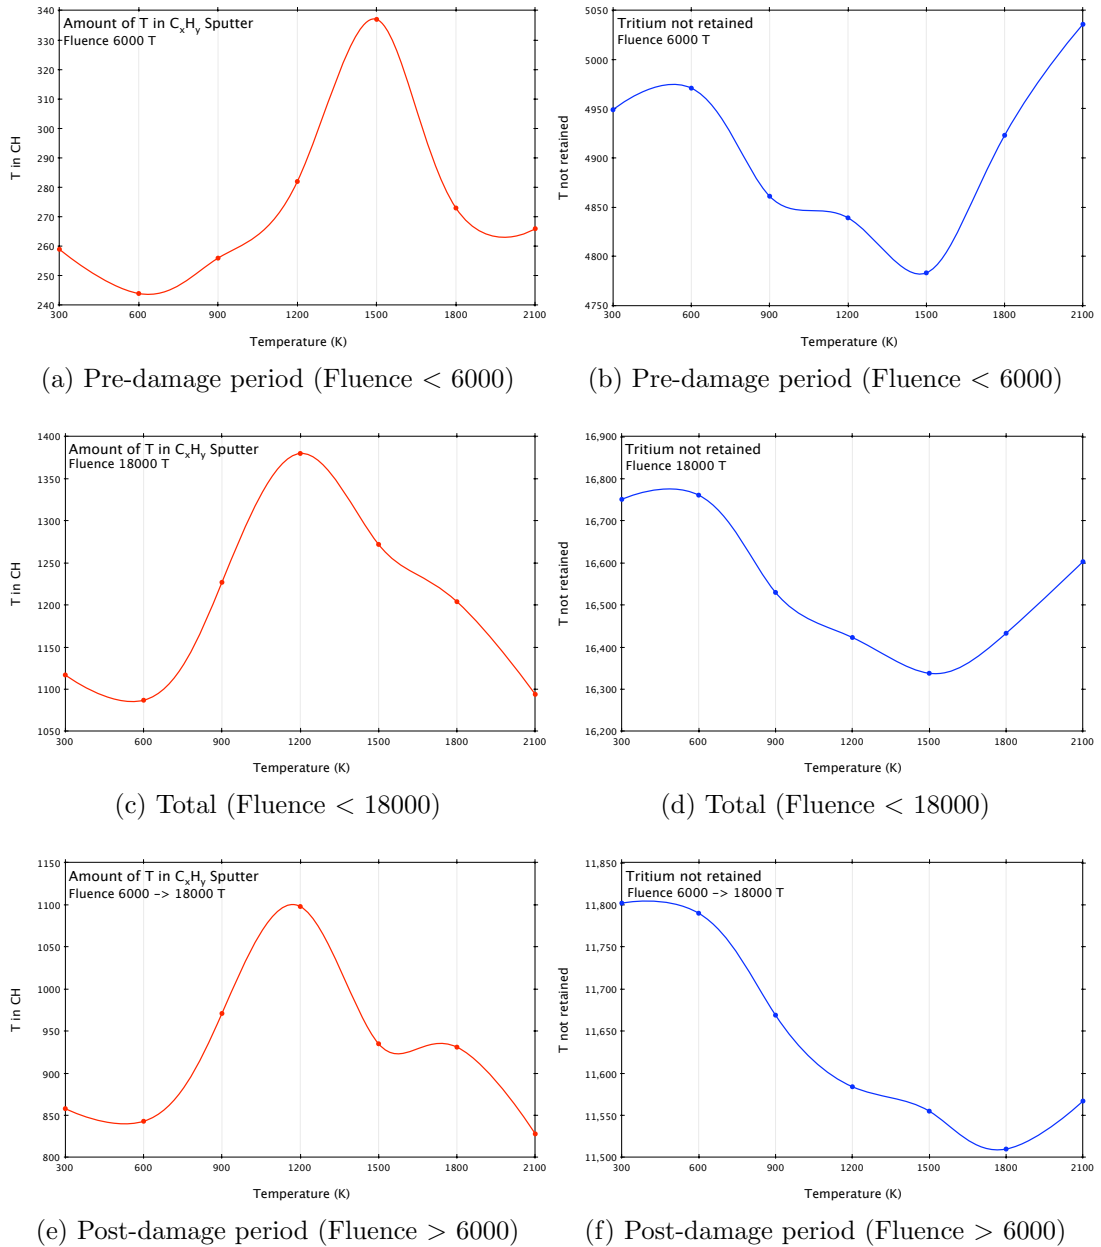 Amount of T in CₓHᵧ Sputter
Fluence 6000 T
340
330
320
310
300
290
280
270
260
250
240
T in CH
300 600 900 1200 1500 1800 2100
Temperature (K)
(a) Pre-damage period (Fluence < 6000)
Tritium not retained
Fluence 6000 T
5050
5000
4950
4900
4850
4800
4750
T not retained
300 600 900 1200 1500 1800 2100
Temperature (K)
(b) Pre-damage period (Fluence < 6000)
Amount of T in CₓHᵧ Sputter
Fluence 18000 T
1400
1350
1300
1250
1200
1150
1100
1050
T in CH
300 600 900 1200 1500 1800 2100
Temperature (K)
(c) Total (Fluence < 18000)
Tritium not retained
Fluence 18000 T
16,900
16,800
16,700
16,600
16,500
16,400
16,300
16,200
T not retained
300 600 900 1200 1500 1800 2100
Temperature (K)
(d) Total (Fluence < 18000)
Amount of T in CₓHᵧ Sputter
Fluence 6000 -> 18000 T
1150
1100
1050
1000
950
900
850
800
T in CH
300 600 900 1200 1500 1800 2100
Temperature (K)
(e) Post-damage period (Fluence > 6000)
Tritium not retained
Fluence 6000 -> 18000 T
11,850
11,800
11,750
11,700
11,650
11,600
11,550
11,500
T not retained
300 600 900 1200 1500 1800 2100
Temperature (K)
(f) Post-damage period (Fluence > 6000)